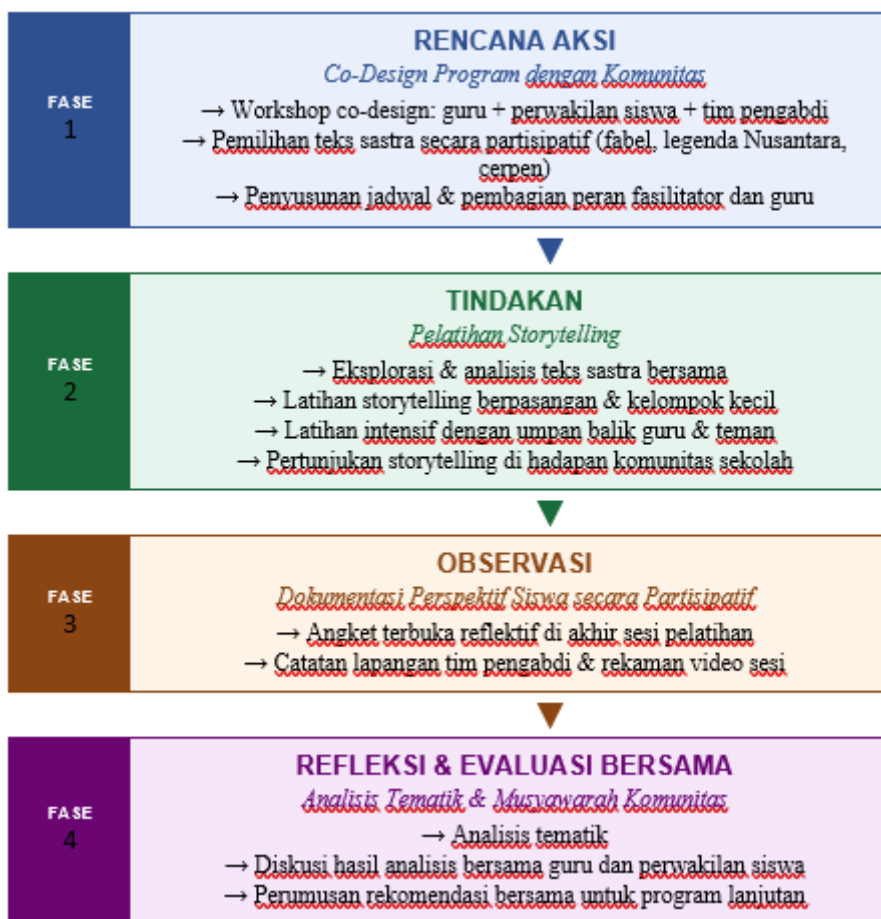 FASE
1
RENCANA AKSI
Co-Design Program dengan Komunitas
→ Workshop co-design: guru + perwakilan siswa + tim pengabdi
→ Pemilihan teks sastra secara partisipatif (fabel, legenda Nusantara,
cerpen)
→ Penyusunan jadwal & pembagian peran fasilitator dan guru
FASE
2
TINDAKAN
Pelatihan Storytelling
→ Eksplorasi & analisis teks sastra bersama
→ Latihan storytelling berpasangan & kelompok kecil
→ Latihan intensif dengan umpan balik guru & teman
→ Pertunjukan storytelling di hadapan komunitas sekolah
FASE
3
OBSERVASI
Dokumentasi Perspektif Siswa secara Partisipatif
→ Angket terbuka reflektif di akhir sesi pelatihan
→ Catatan lapangan tim pengabdi & rekaman video sesi
FASE
4
REFLEKSI & EVALUASI BERSAMA
Analisis Tematik & Musyawarah Komunitas
→ Analisis tematik
→ Diskusi hasil analisis bersama guru dan perwakilan siswa
→ Perumusan rekomendasi bersama untuk program lanjutan